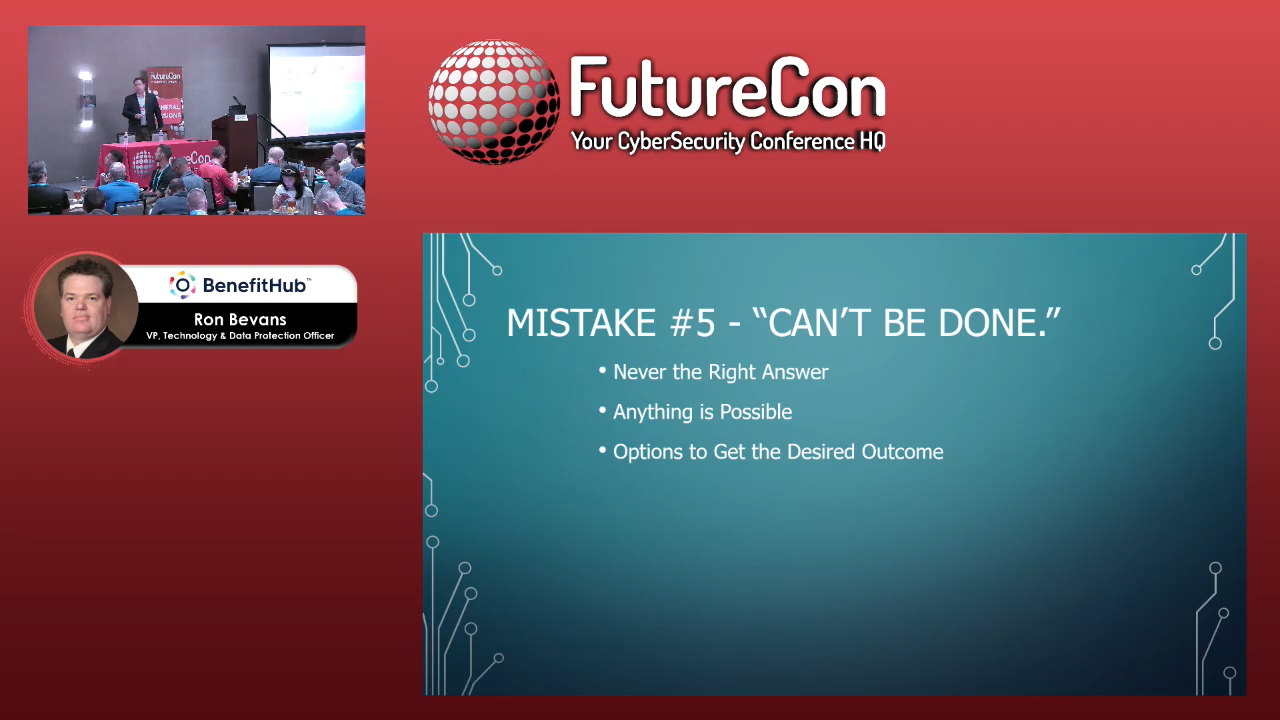 FutureCon
Your CyberSecurity Conference HQ
BenefitHub™
Ron Bevans
VP, Technology & Data Protection Officer
MISTAKE #5 - “CAN’T BE DONE.”
• Never the Right Answer
• Anything is Possible
• Options to Get the Desired Outcome